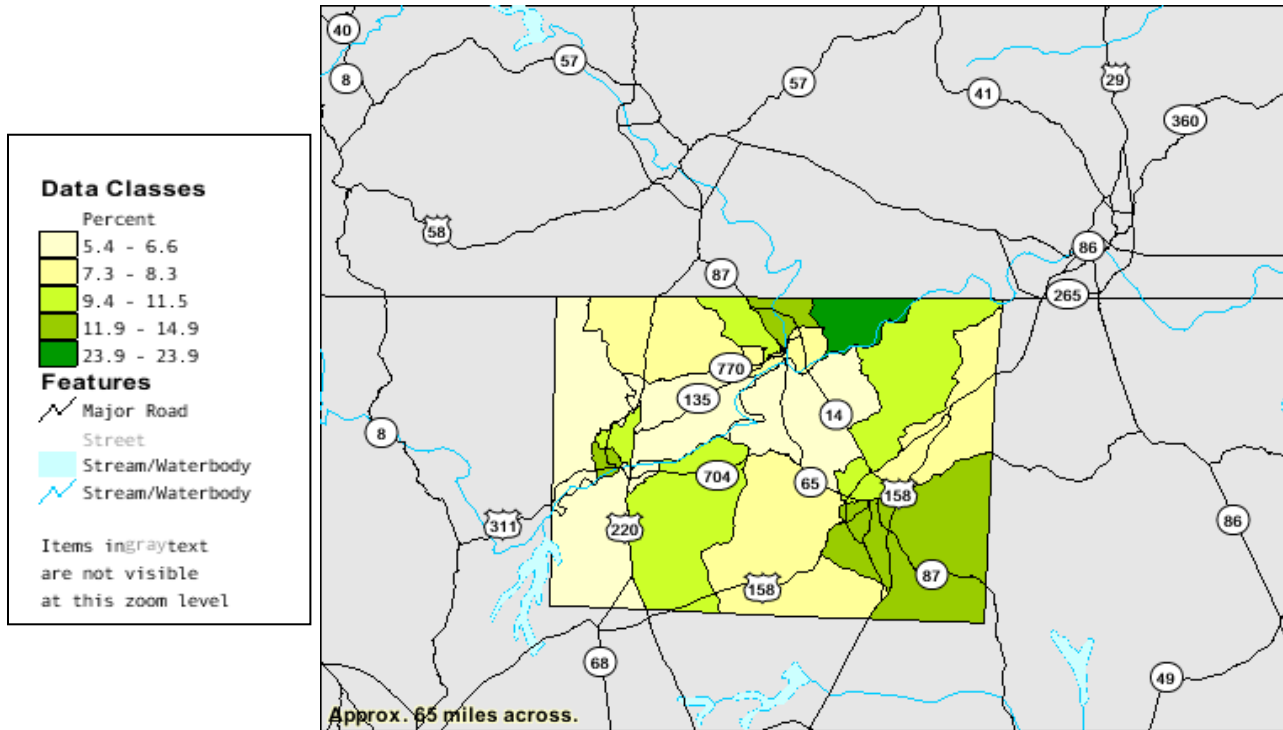 Data Classes
Percent
5.4 - 6.6
7.3 - 8.3
9.4 - 11.5
11.9 - 14.9
23.9 - 23.9
Features
Major Road
Street
Stream/Waterbody
Stream/Waterbody
Items ingraytext
are not visible
at this zoom level
40
8
57
57
41
29
360
58
86
87
265
770
135
14
8
704
65
158
311
220
86
158
87
68
49
Approx. 65 miles across.